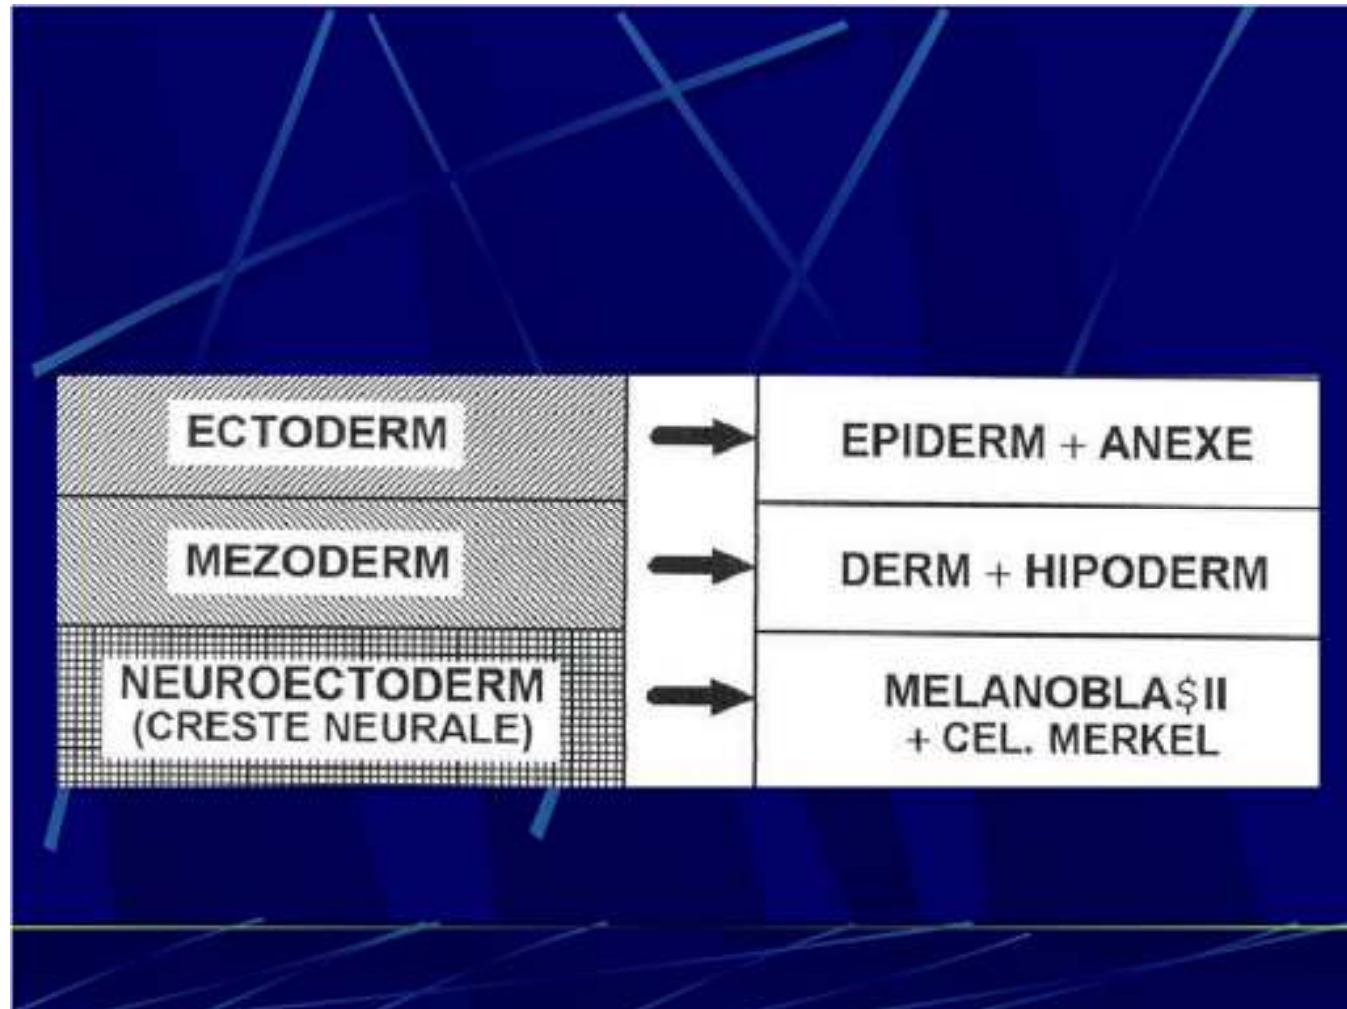 ECTODERM
EPIDERM + ANEXE
MEZODERM
DERM + HIPODERM
NEUROECTODERM
(CRESTE NEURALE)
MELANOBLA$II
+ CEL. MERKEL